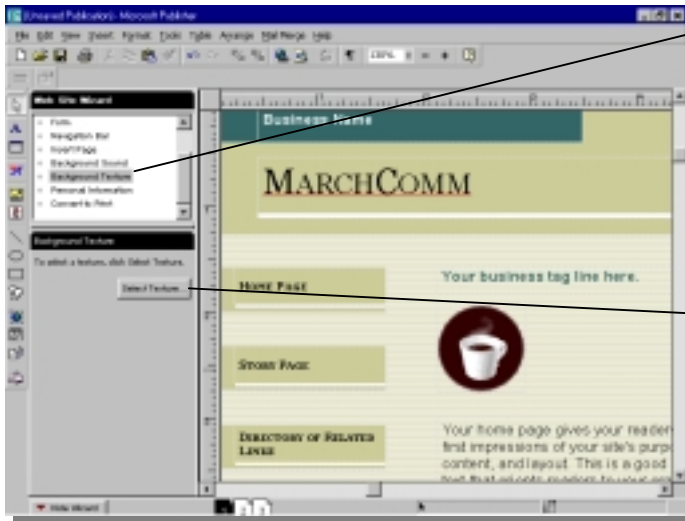 (Unsaved Publication) - Microsoft Publisher
File Edit View Insert Format Tools Table Arrange Mail Merge Help
Web Site Wizard
Form
Navigation Bar
Insert Page
Background Sound
Background Texture
Personal Information
Convert to Print
Background Texture
To select a texture, click Select Texture.
Select Texture...
Hide Wizard
Business Name
MARCHCOMM
HOME PAGE
STORY PAGE
DIRECTORY OF RELATED
LINKS
Your business tag line here.
Your home page gives your reader
first impressions of your site's purp
content, and layout. This is a good
1 2 3